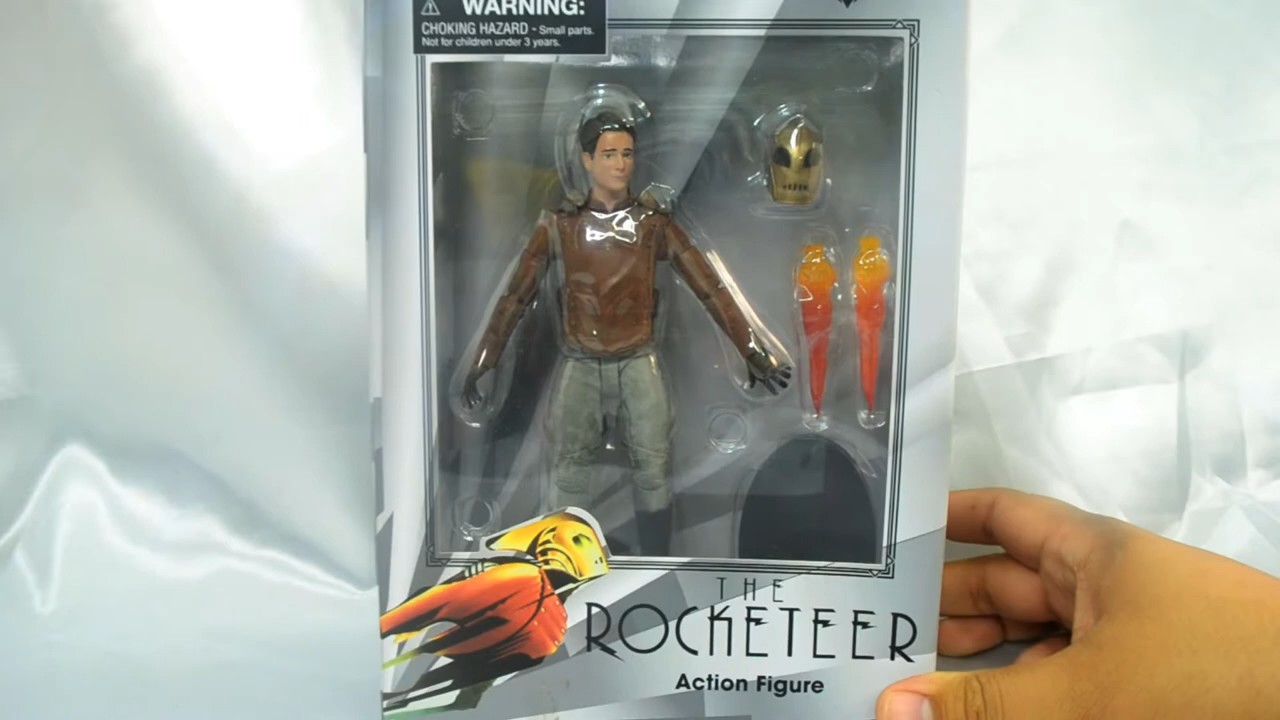 WARNING:
CHOKING HAZARD - Small parts.
Not for children under 3 years.
THE
ROCKETEER
Action Figure